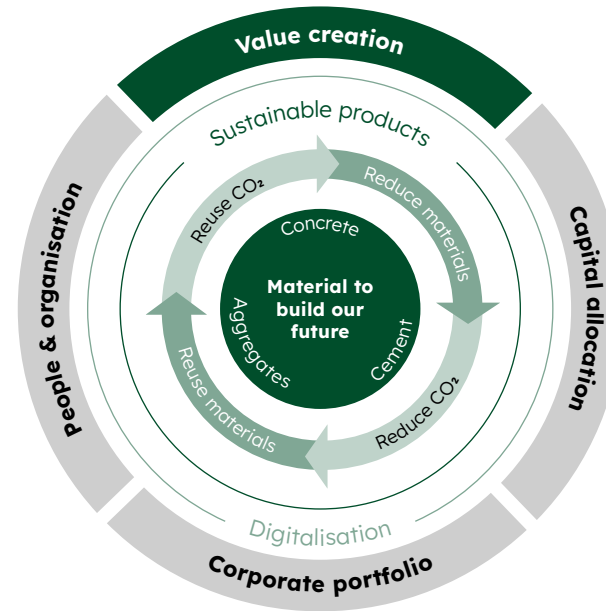 Value creation
Sustainable products
Reuse CO₂
Reduce materials
People & organisation
Capital allocation
Concrete
Material to
build our
future
Aggregates
Cement
Reuse materials
Reduce CO₂
Digitalisation
Corporate portfolio